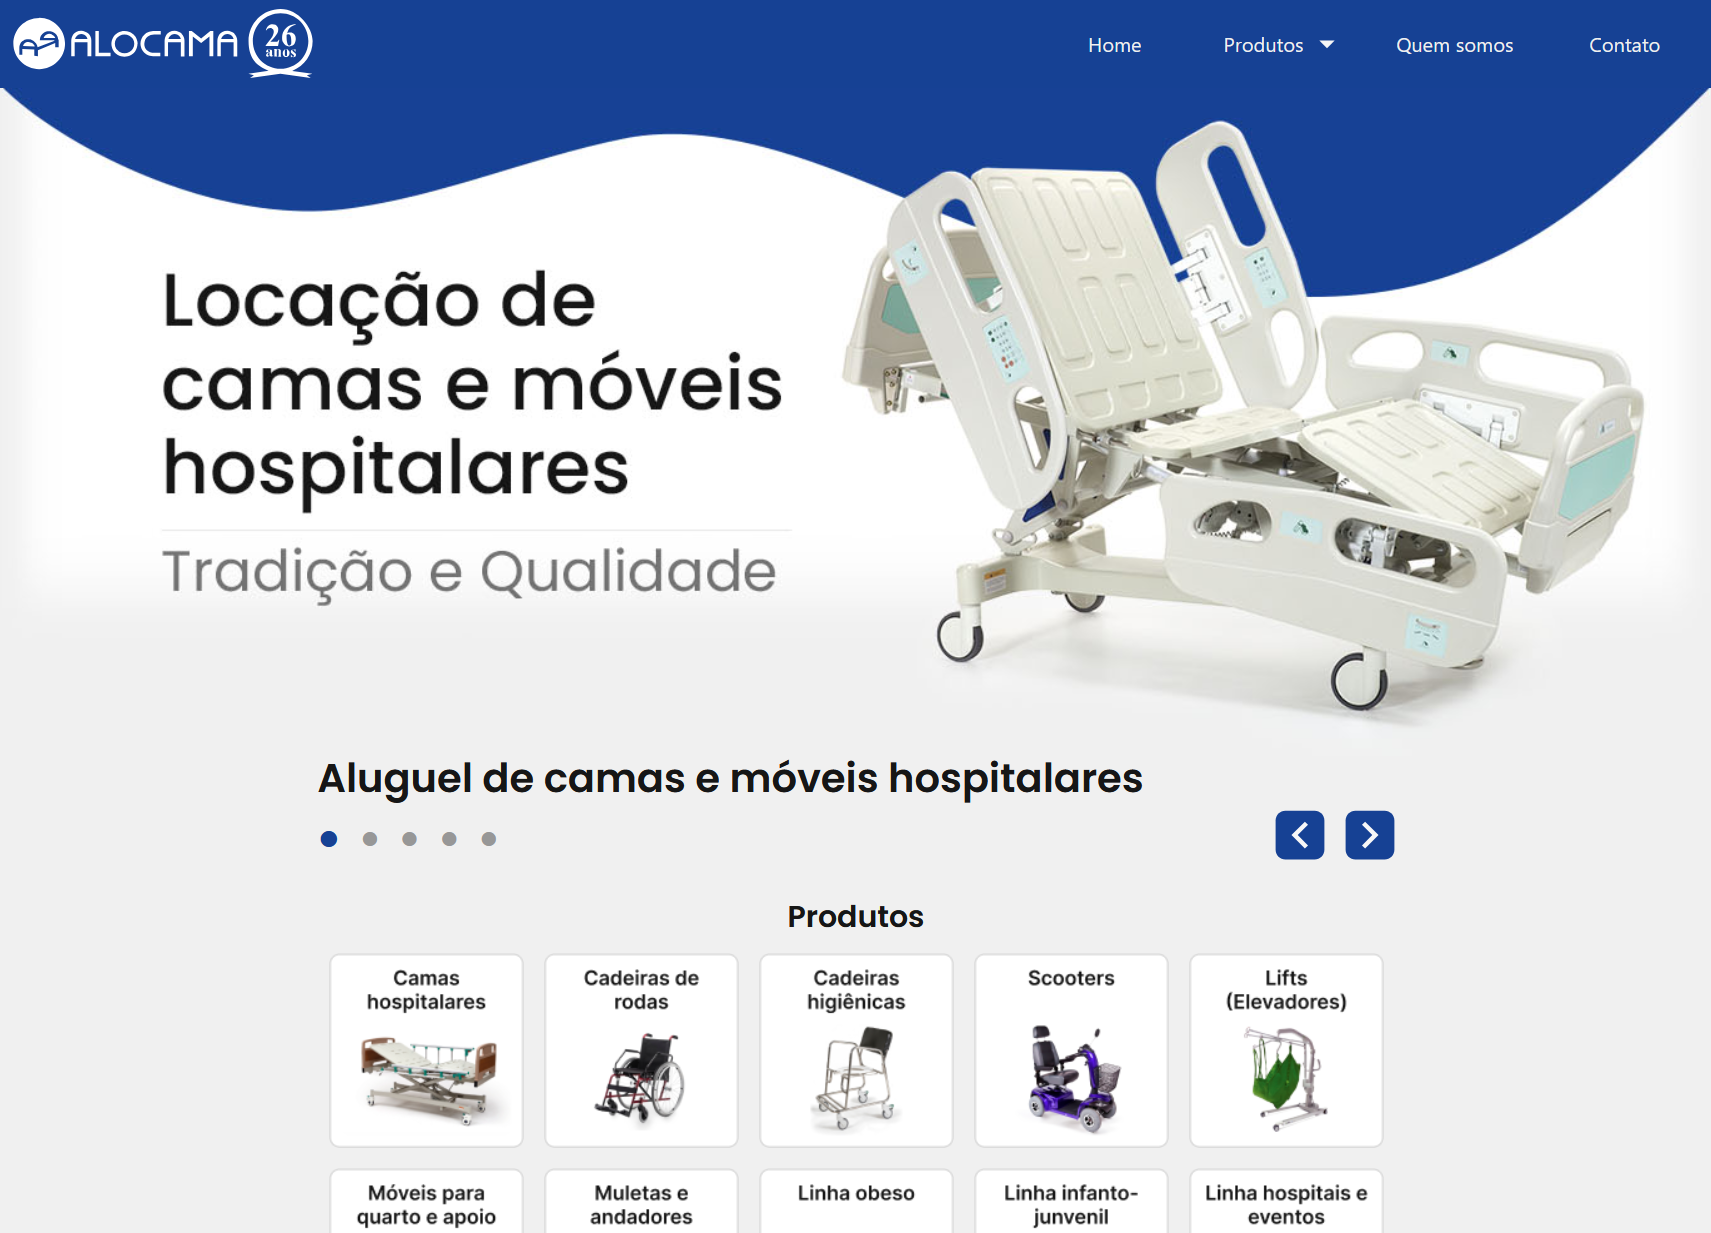 ALOCAMA
26
anos
Home
Produtos
Quem somos
Contato
Locação de
camas e móveis
hospitalares
Tradição e Qualidade
Aluguel de camas e móveis hospitalares
Produtos
Camas
hospitalares
Cadeiras de
rodas
Cadeiras
higiênicas
Scooters
Lifts
(Elevadores)
Móveis para
quarto e apoio
Muletas e
andadores
Linha obeso
Linha infanto-
junvenil
Linha hospitais e
eventos